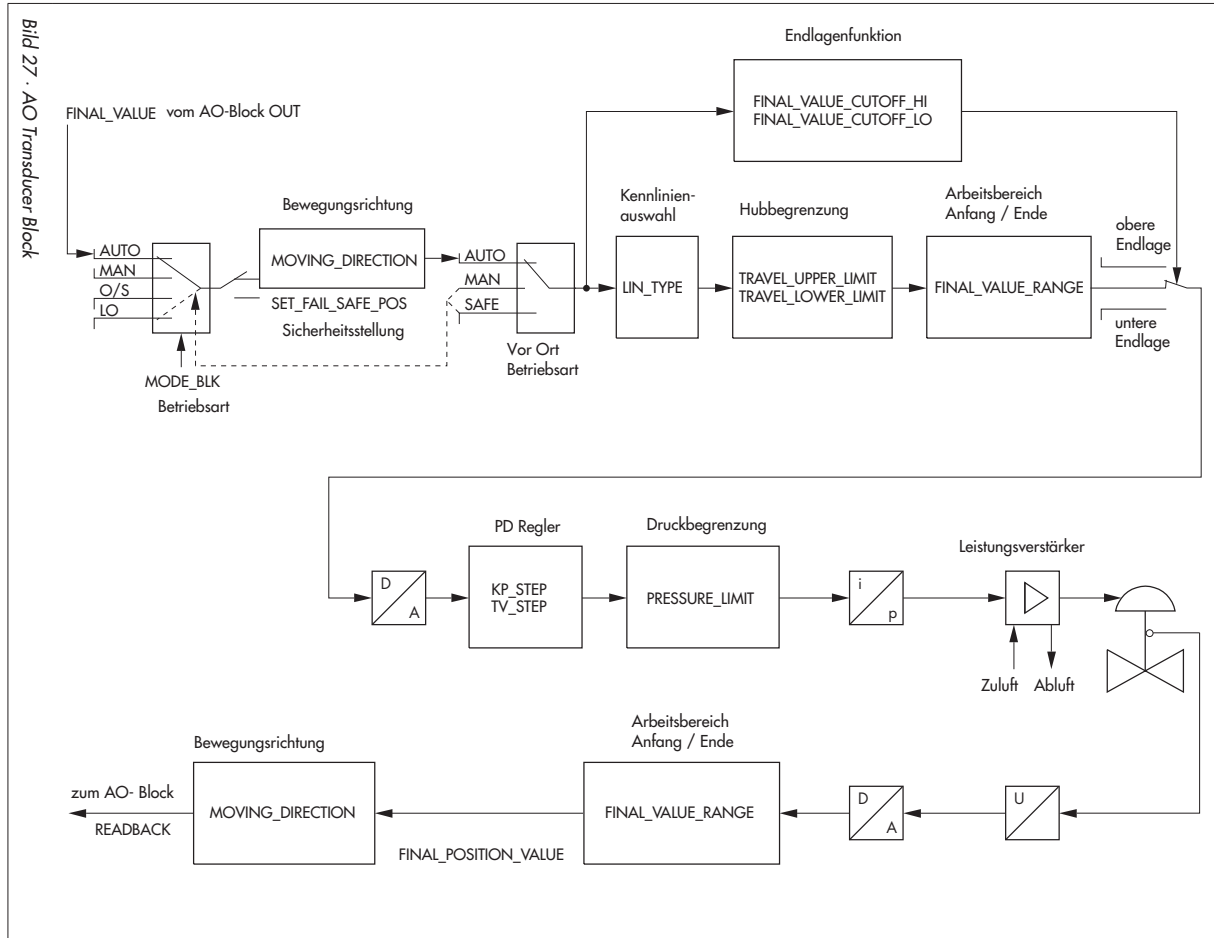 Bild 27 · AO Transducer Block
Endlagenfunktion
FINAL_VALUE vom AO-Block OUT
FINAL_VALUE_CUTOFF_HI
FINAL_VALUE_CUTOFF_LO
Bewegungsrichtung
Kennlinien-
auswahl
Hubbegrenzung
Arbeitsbereich
Anfang / Ende
obere
Endlage
AUTO
MAN
O/S
LO
MOVING_DIRECTION
SET_FAIL_SAFE_POS
Sicherheitsstellung
AUTO
MAN
SAFE
LIN_TYPE
TRAVEL_UPPER_LIMIT
TRAVEL_LOWER_LIMIT
FINAL_VALUE_RANGE
untere
Endlage
Vor Ort
Betriebsart
MODE_BLK
Betriebsart
PD Regler
Druckbegrenzung
Leistungsverstärker
D
A
KP_STEP
TV_STEP
PRESSURE_LIMIT
i
p
Zuluft
Abluft
Bewegungsrichtung
Arbeitsbereich
Anfang / Ende
zum AO- Block
READBACK
MOVING_DIRECTION
FINAL_POSITION_VALUE
FINAL_VALUE_RANGE
D
A
U